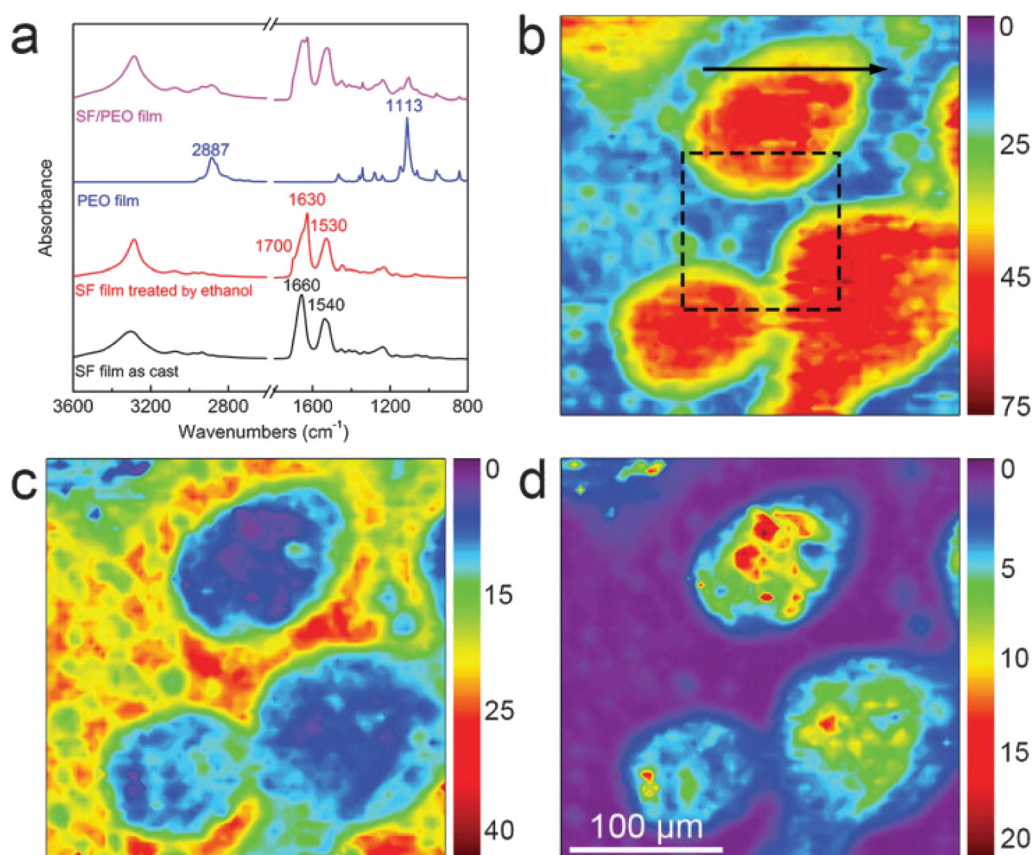 a
Absorbance
SF/PEO film
2887
1113
PEO film
1630
1530
1700
SF film treated by ethanol
1660
1540
SF film as cast
3600 3200 2800 1600 1200 800
Wavenumbers (cm⁻¹)
b
0
25
45
75
c
0
15
25
40
d
0
5
10
15
20
100 µm